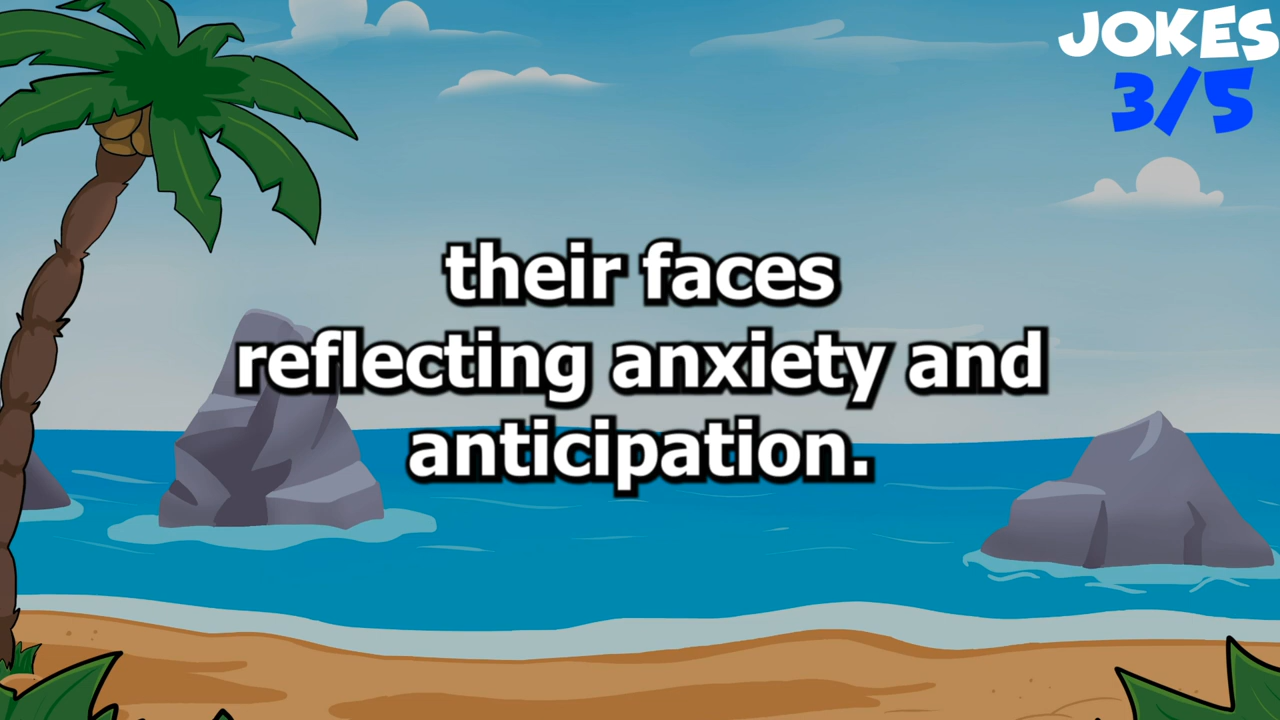 JOKES
3/5
their faces
reflecting anxiety and
anticipation.